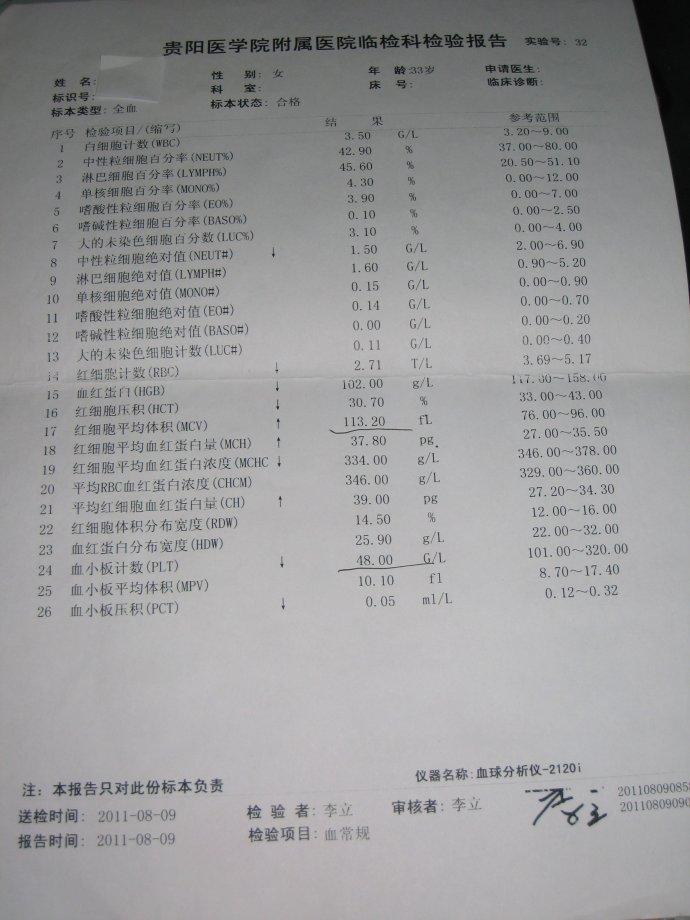 贵阳医学院附属医院临检科检验报告 实验号: 32
姓 名: 性 别: 女 年 龄:33岁 申请医生:
标识号: 科 室: 床 号: 临床诊断:
标本类型: 全血 标本状态: 合格
序号 检验项目/(缩写) 结 果 参考范围
1 白细胞计数(WBC) 3.50 G/L 3.20～9.00
2 中性粒细胞百分率(NEUT%) 42.90 % 37.00～80.00
3 淋巴细胞百分率(LYMPH%) 45.60 % 20.50～51.10
4 单核细胞百分率(MONO%) 4.30 % 0.00～12.00
5 嗜酸性粒细胞百分率(EO%) 3.90 % 0.00～7.00
6 嗜碱性粒细胞百分率(BASO%) 0.10 % 0.00～2.50
7 人的未染色细胞百分数(LUC%) 3.10 % 0.00～4.00
8 中性粒细胞绝对值(NEUT#) ↓ 1.50 G/L 2.00～6.90
9 淋巴细胞绝对值(LYMPH#) 1.60 G/L 0.90～5.20
10 单核细胞绝对值(MONO#) 0.15 G/L 0.00～0.90
11 嗜酸性粒细胞绝对值(EO#) 0.14 G/L 0.00～0.70
12 嗜碱性粒细胞绝对值(BASO#) 0.00 G/L 0.00～0.20
13 人的未染色细胞计数(LUC#) 0.11 G/L 0.00～0.40
14 红细胞计数(RBC) ↓ 2.71 T/L 3.69～5.17
15 血红蛋白(HGB) ↓ 102.00 g/L 117.00～158.00
16 红细胞压积(HCT) ↓ 30.70 % 33.00～43.00
17 红细胞平均体积(MCV) ↑ 113.20 fL 76.00～96.00
18 红细胞平均血红蛋白量(MCH) ↑ 37.80 pg 27.00～35.50
19 红细胞平均血红蛋白浓度(MCHC ↓ 334.00 g/L 346.00～378.00
20 平均RBC血红蛋白浓度(CHCM) 346.00 g/L 329.00～360.00
21 平均红细胞血红蛋白量(CH) ↑ 39.00 pg 27.20～34.30
22 红细胞体积分布宽度(RDW) 14.50 % 12.00～16.00
23 血红蛋白分布宽度(HDW) 25.90 g/L 22.00～32.00
24 血小板计数(PLT) ↓ 48.00 G/L 101.00～320.00
25 血小板平均体积(MPV) 10.10 fl 8.70～17.40
26 血小板压积(PCT) ↓ 0.05 ml/L 0.12～0.32
注: 本报告只对此份标本负责 仪器名称:血球分析仪-2120i
送检时间: 2011-08-09 检 验 者: 李立 审核者: 李立 2011080908
报告时间: 2011-08-09 检验项目: 血常规 2011080909